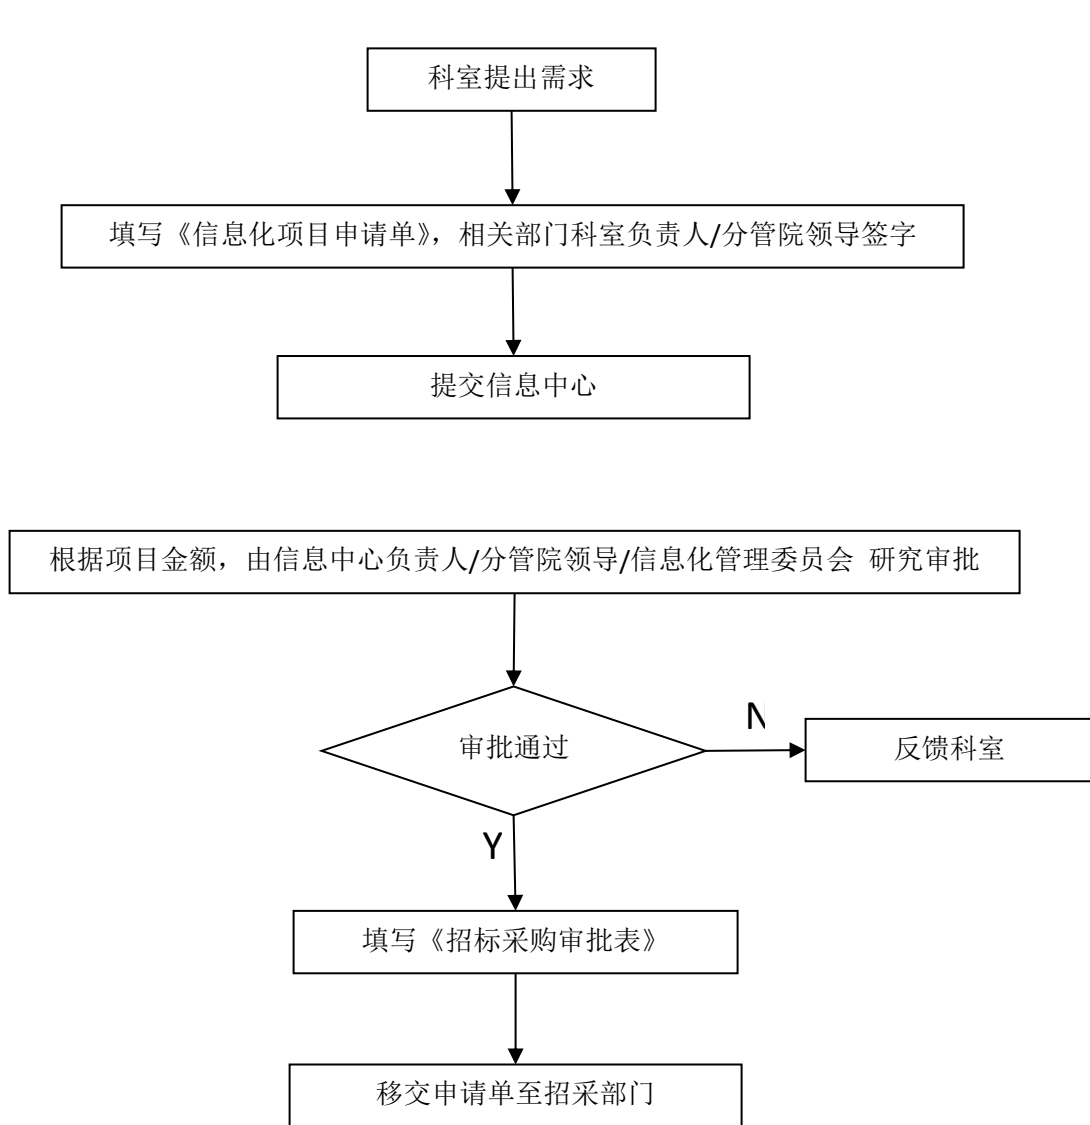 科室提出需求
填写《信息化项目申请单》，相关部门科室负责人/分管院领导签字
提交信息中心
根据项目金额，由信息中心负责人/分管院领导/信息化管理委员会 研究审批
审批通过
N
反馈科室
Y
填写《招标采购审批表》
移交申请单至招采部门